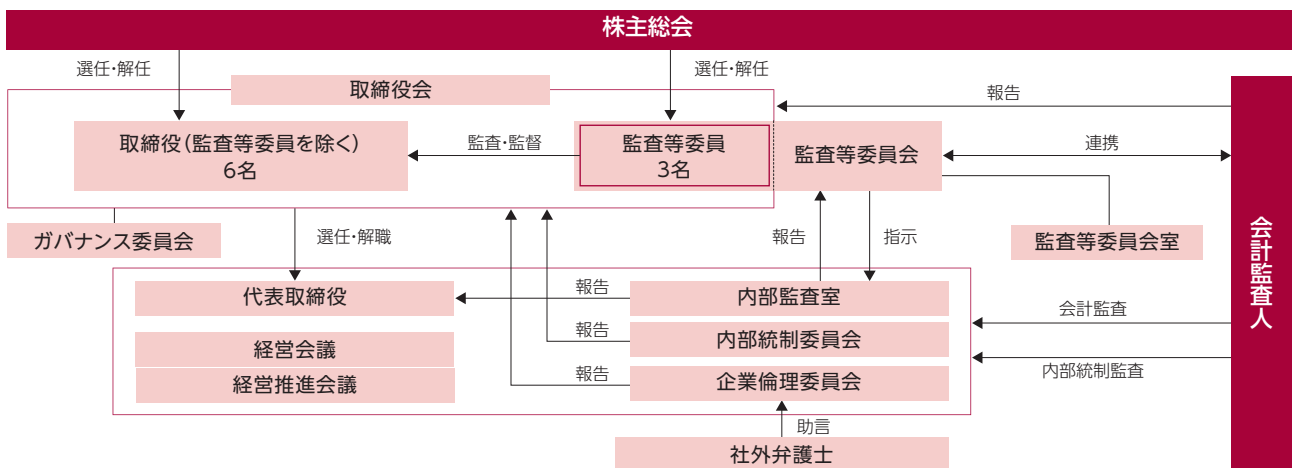 株主総会
選任・解任
選任・解任
取締役会
報告
取締役（監査等委員を除く）
6名
監査・監督
監査等委員
3名
監査等委員会
連携
ガバナンス委員会
選任・解職
報告
指示
監査等委員会室
会計監査人
代表取締役
報告
内部監査室
会計監査
経営会議
報告
内部統制委員会
経営推進会議
報告
企業倫理委員会
内部統制監査
助言
社外弁護士